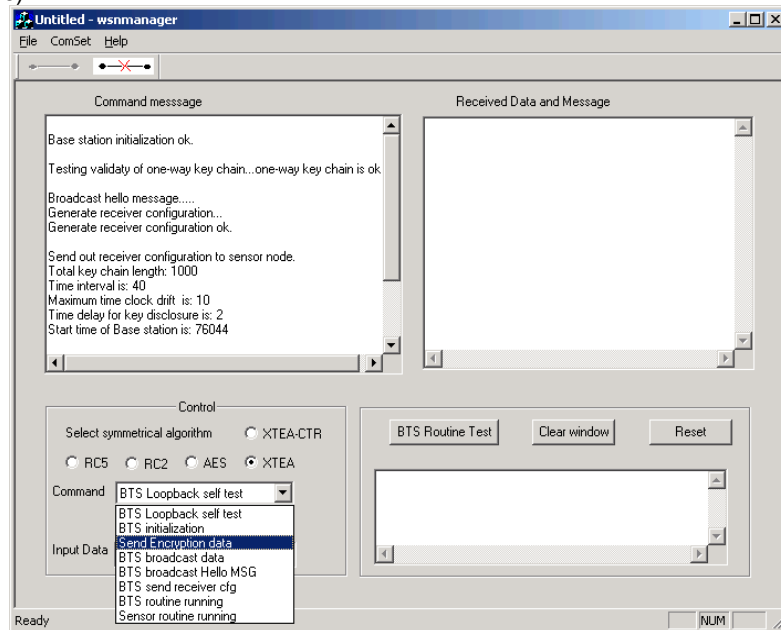 Untitled - wsnmanager
File ComSet Help
Command messsage
Received Data and Message
Base station initialization ok.
Testing validaty of one-way key chain...one-way key chain is ok
Broadcast hello message.....
Generate receiver configuration...
Generate receiver configuration ok.
Send out receiver configuration to sensor node.
Total key chain length: 1000
Time interval is: 40
Maximum time clock drift is: 10
Time delay for key disclosure is: 2
Start time of Base station is: 76044
Control
Select symmetrical algorithm XTEA-CTR
RC5 RC2 AES XTEA
Command BTS Loopback self test
BTS Loopback self test
BTS initialization
Send Encryption data
Input Data
BTS broadcast data
BTS broadcast Hello MSG
BTS send receiver cfg
BTS routine running
Sensor routine running
BTS Routine Test Clear window Reset
Ready NUM